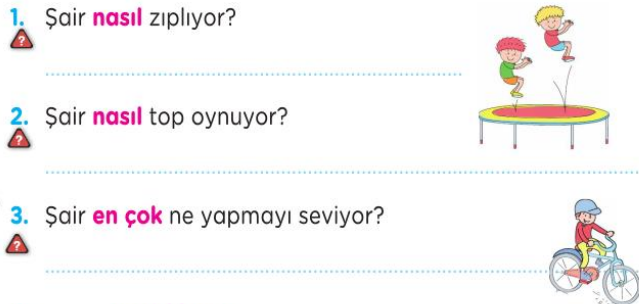 1. Şair nasıl zıplıyor?
2. Şair nasıl top oynuyor?
3. Şair en çok ne yapmayı seviyor?